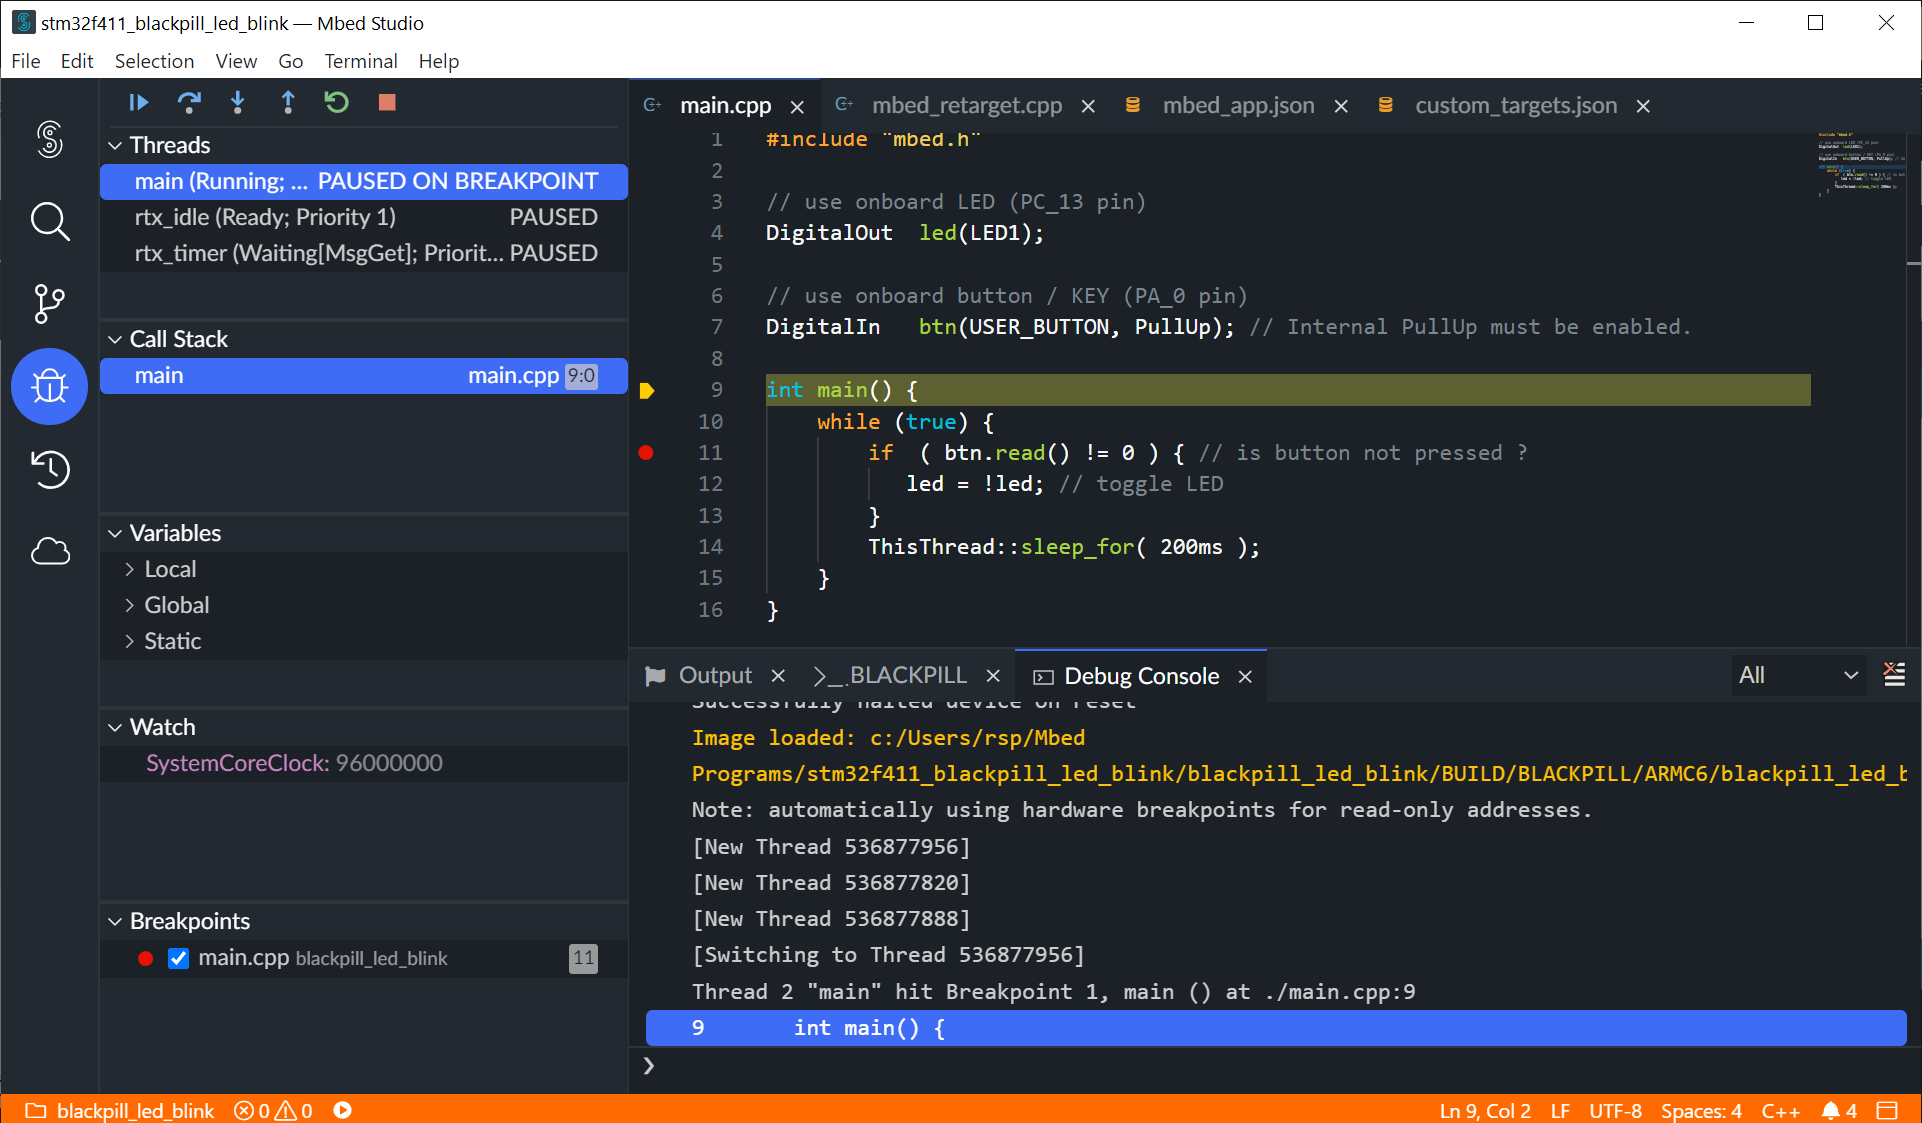 stm32f411_blackpill_led_blink — Mbed Studio
File Edit Selection View Go Terminal Help
Threads
main (Running; ... PAUSED ON BREAKPOINT
rtx_idle (Ready; Priority 1) PAUSED
rtx_timer (Waiting[MsgGet]; Priorit... PAUSED
Call Stack
main main.cpp 9:0
Variables
Local
Global
Static
Watch
SystemCoreClock: 96000000
Breakpoints
main.cpp blackpill_led_blink 11
main.cpp mbed_retarget.cpp mbed_app.json custom_targets.json
1 #include "mbed.h"
2
3 // use onboard LED (PC_13 pin)
4 DigitalOut led(LED1);
5
6 // use onboard button / KEY (PA_0 pin)
7 DigitalIn btn(USER_BUTTON, PullUp); // Internal PullUp must be enabled.
8
9 int main() {
10 while (true) {
11 if ( btn.read() != 0 ) { // is button not pressed ?
12 led = !led; // toggle LED
13 }
14 ThisThread::sleep_for( 200ms );
15 }
16 }
Output >_ BLACKPILL Debug Console All
Successfully halted device on reset
Image loaded: c:/Users/rsp/Mbed
Programs/stm32f411_blackpill_led_blink/blackpill_led_blink/BUILD/BLACKPILL/ARMC6/blackpill_led_b
Note: automatically using hardware breakpoints for read-only addresses.
[New Thread 536877956]
[New Thread 536877820]
[New Thread 536877888]
[Switching to Thread 536877956]
Thread 2 "main" hit Breakpoint 1, main () at ./main.cpp:9
9 int main() {
❯
blackpill_led_blink 0 0 Ln 9, Col 2 LF UTF-8 Spaces: 4 C++ 4